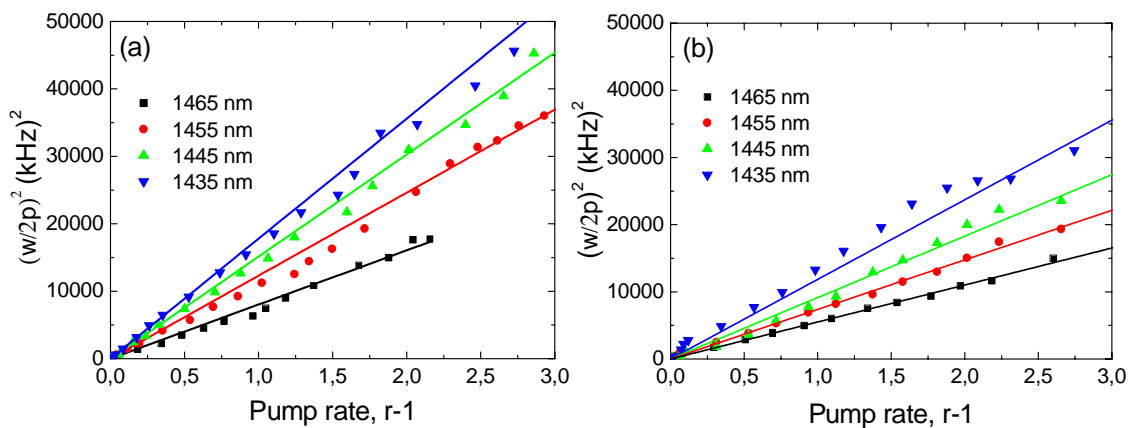 (a)
(w/2p)² (kHz)²
50000
40000
30000
20000
10000
0
1465 nm
1455 nm
1445 nm
1435 nm
0,5 1,0 1,5 2,0 2,5 3,0
Pump rate, r-1
(b)
(w/2p)² (kHz)²
50000
40000
30000
20000
10000
0
1465 nm
1455 nm
1445 nm
1435 nm
0,0 0,5 1,0 1,5 2,0 2,5 3,0
Pump rate, r-1